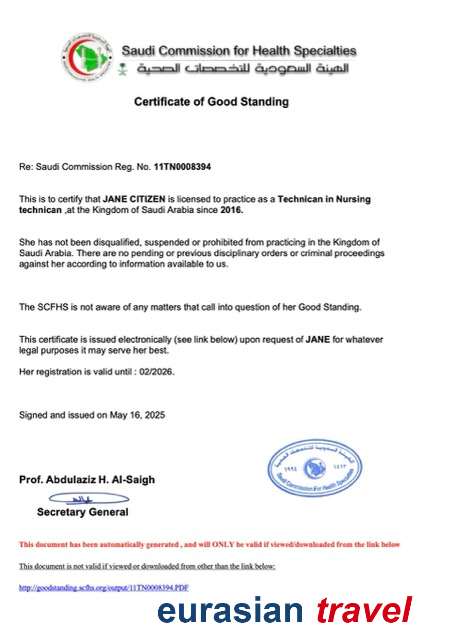 Saudi Commission for Health Specialties
الهيئة السعودية للتخصصات الصحية
Certificate of Good Standing
Re: Saudi Commission Reg. No. 11TN0008394
This is to certify that JANE CITIZEN is licensed to practice as a Technican in Nursing
technican ,at the Kingdom of Saudi Arabia since 2016.
She has not been disqualified, suspended or prohibited from practicing in the Kingdom of
Saudi Arabia. There are no pending or previous disciplinary orders or criminal proceedings
against her according to information available to us.
The SCFHS is not aware of any matters that call into question of her Good Standing.
This certificate is issued electronically (see link below) upon request of JANE for whatever
legal purposes it may serve her best.
Her registration is valid until : 02/2026.
Signed and issued on May 16, 2025
Prof. Abdulaziz H. Al-Saigh
Secretary General
الهيئة السعودية للتخصصات الصحية
١٩٩٢ ١٤١٣
Saudi Commission For Health Specialties
This document has been automatically generated , and will ONLY be valid if viewed/downloaded from the link below
This document is not valid if viewed or downloaded from other than the link below:
http://goodstanding.scfhs.org/output/11TN0008394.PDF
eurasian travel